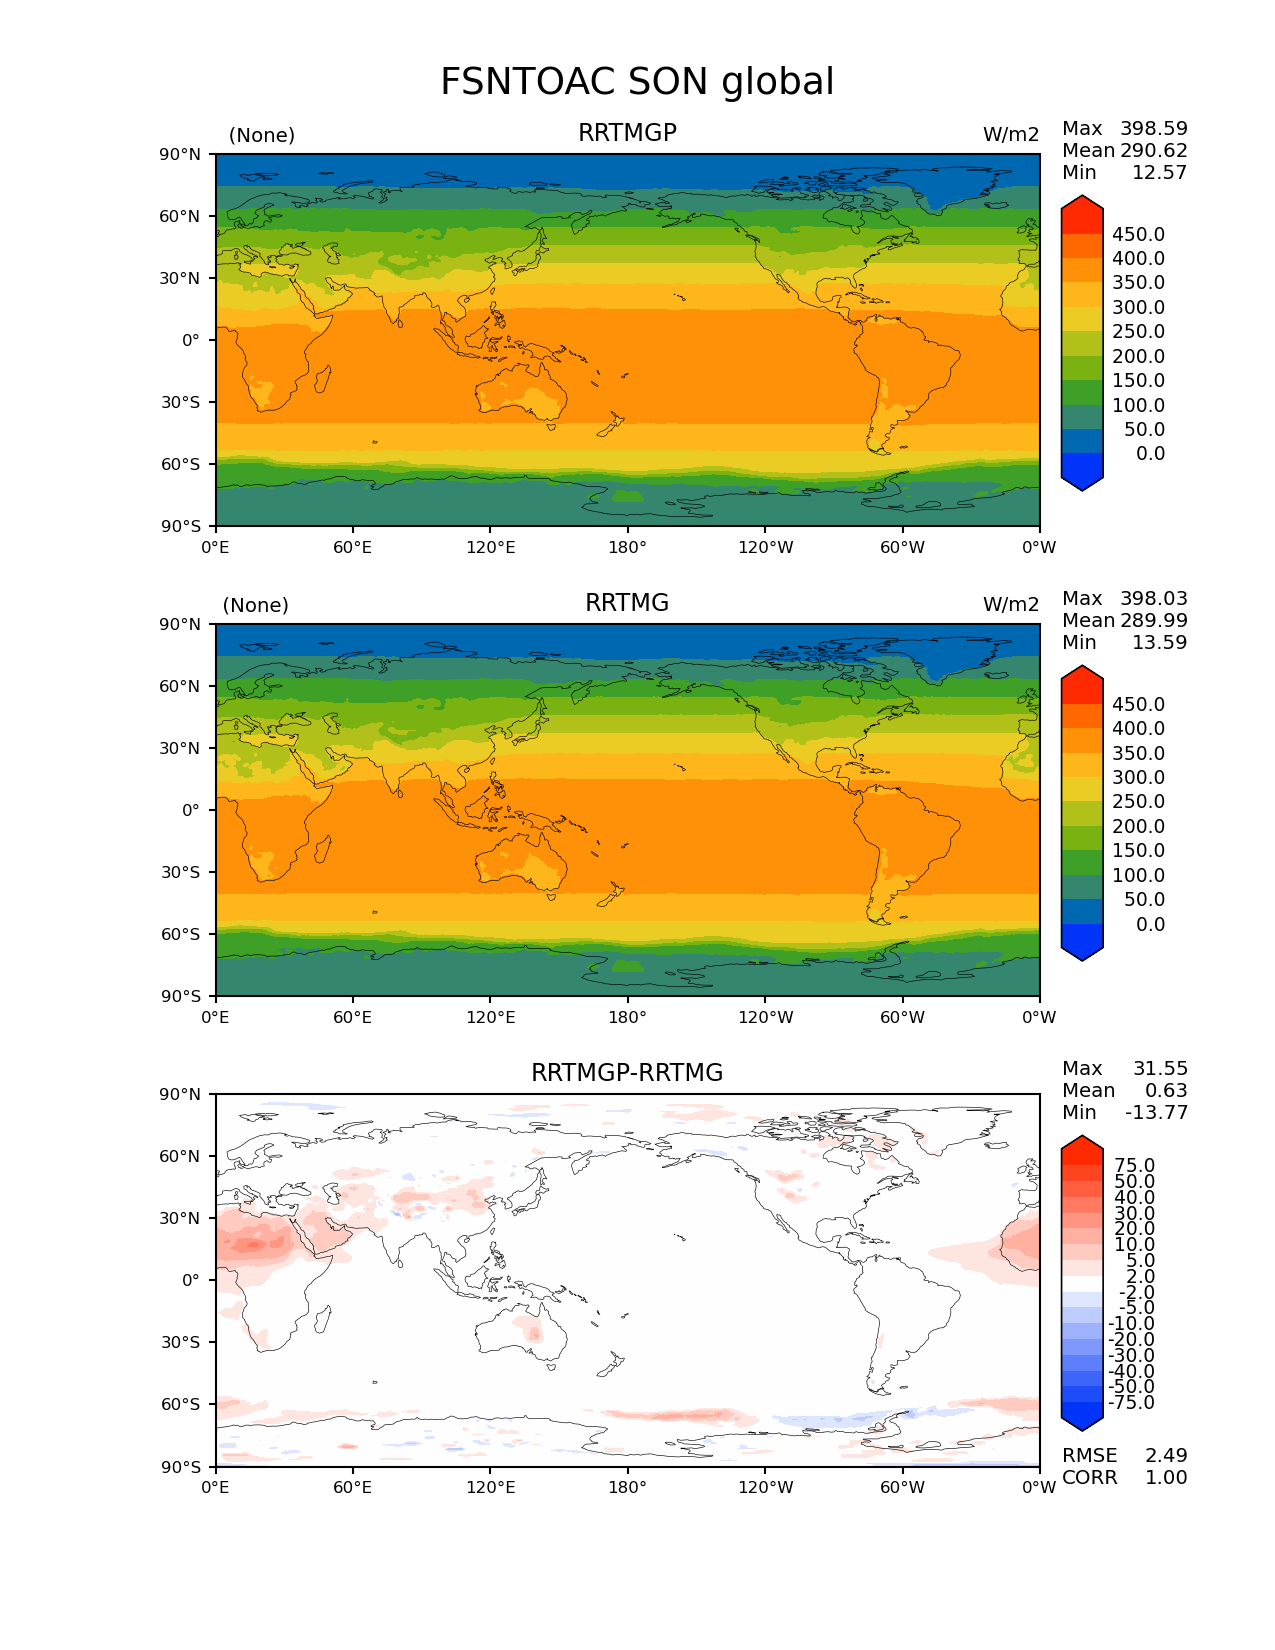 FSNTOAC SON global
(None) RRTMGP W/m2
Max 398.59
Mean 290.62
Min 12.57
90°N
60°N
30°N
0°
30°S
60°S
90°S
0°E 60°E 120°E 180° 120°W 60°W 0°W
450.0
400.0
350.0
300.0
250.0
200.0
150.0
100.0
50.0
0.0
(None) RRTMG W/m2
Max 398.03
Mean 289.99
Min 13.59
90°N
60°N
30°N
0°
30°S
60°S
90°S
0°E 60°E 120°E 180° 120°W 60°W 0°W
450.0
400.0
350.0
300.0
250.0
200.0
150.0
100.0
50.0
0.0
RRTMGP-RRTMG
Max 31.55
Mean 0.63
Min -13.77
90°N
60°N
30°N
0°
30°S
60°S
90°S
0°E 60°E 120°E 180° 120°W 60°W 0°W
75.0
50.0
40.0
30.0
20.0
10.0
5.0
2.0
-2.0
-5.0
-10.0
-20.0
-30.0
-40.0
-50.0
-75.0
RMSE 2.49
CORR 1.00